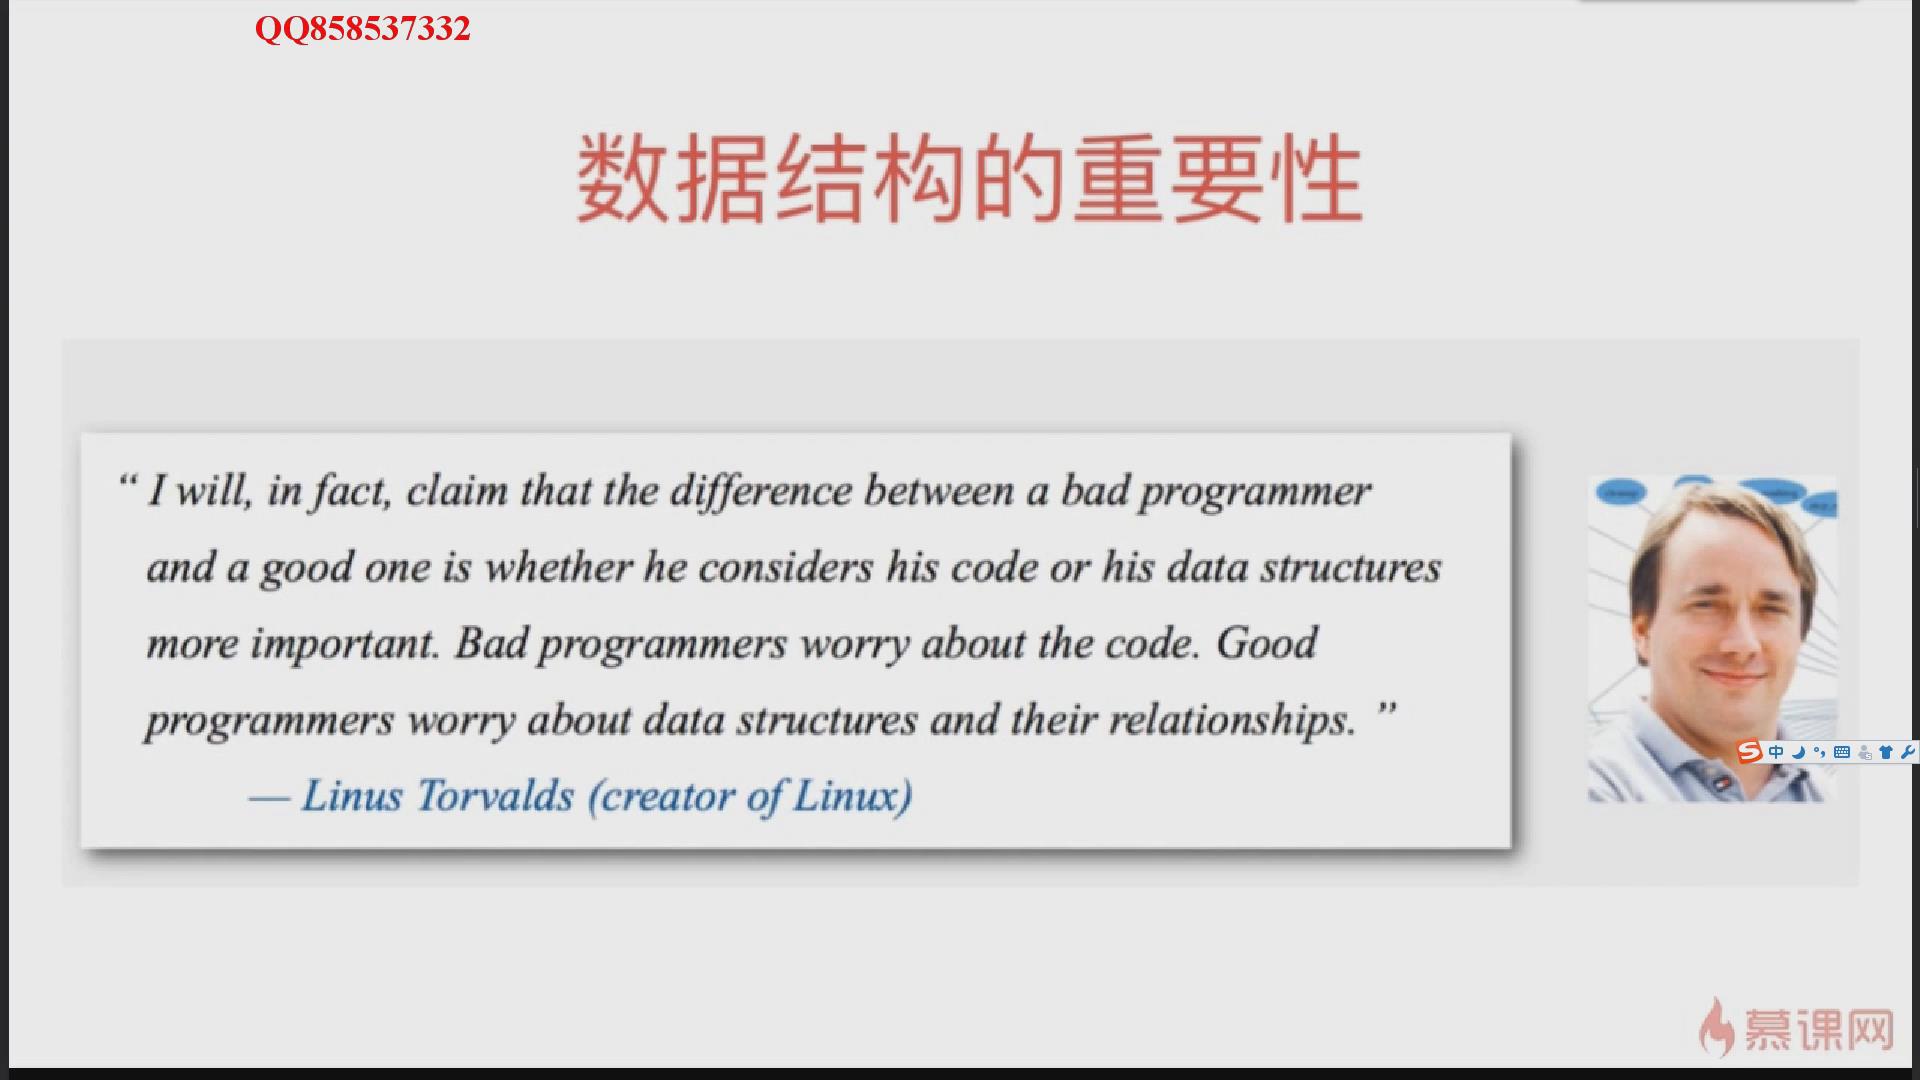 QQ858537332
数据结构的重要性
“ I will, in fact, claim that the difference between a bad programmer
and a good one is whether he considers his code or his data structures
more important. Bad programmers worry about the code. Good
programmers worry about data structures and their relationships. ”
— Linus Torvalds (creator of Linux)
中
慕课网